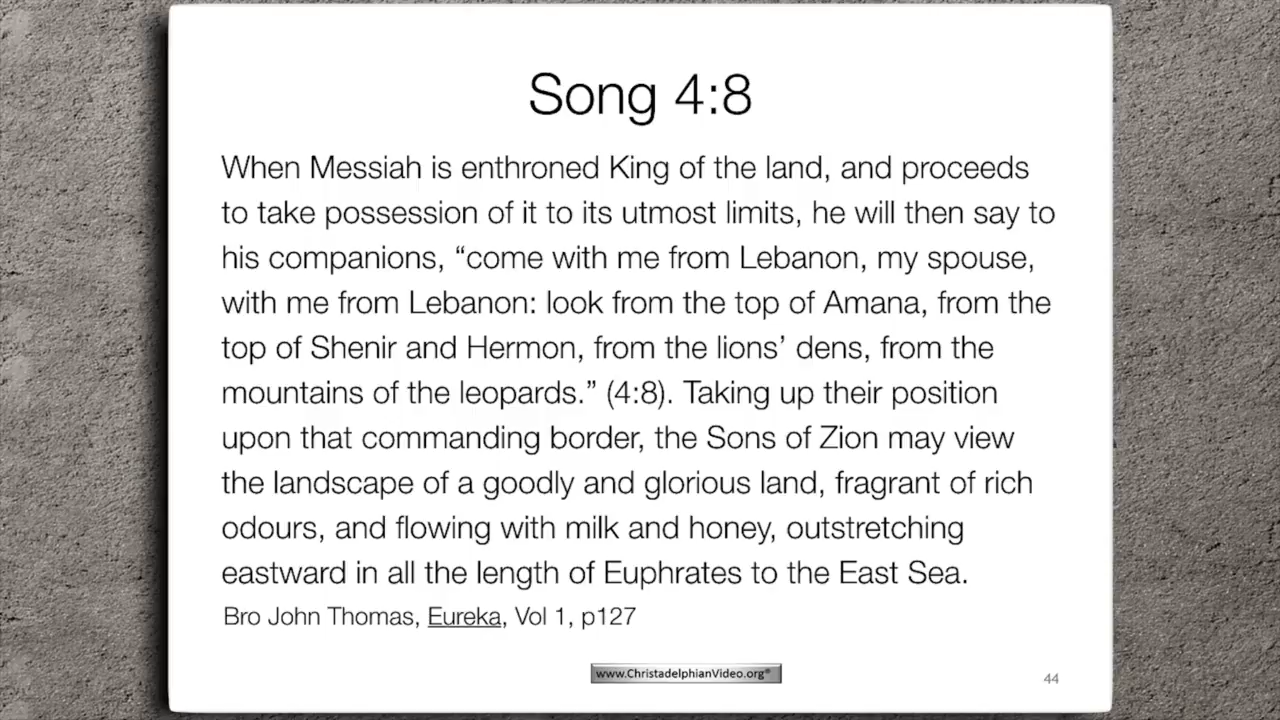 Song 4:8
When Messiah is enthroned King of the land, and proceeds
to take possession of it to its utmost limits, he will then say to
his companions, “come with me from Lebanon, my spouse,
with me from Lebanon: look from the top of Amana, from the
top of Shenir and Hermon, from the lions’ dens, from the
mountains of the leopards.” (4:8). Taking up their position
upon that commanding border, the Sons of Zion may view
the landscape of a goodly and glorious land, fragrant of rich
odours, and flowing with milk and honey, outstretching
eastward in all the length of Euphrates to the East Sea.
Bro John Thomas, Eureka, Vol 1, p127
www.ChristadelphianVideo.org®
44